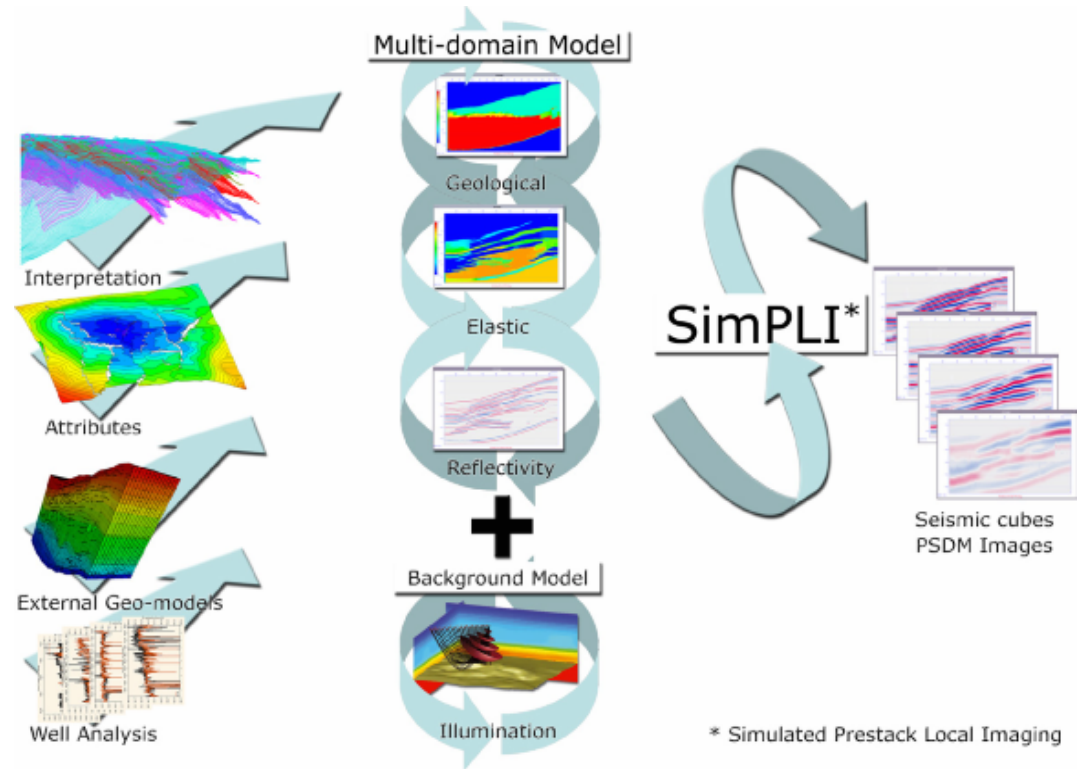 Multi-domain Model
Geological
Interpretation
Elastic
SimPLI*
Attributes
Reflectivity
Seismic cubes
PSDM Images
Background Model
External Geo-models
Illumination
Well Analysis
* Simulated Prestack Local Imaging